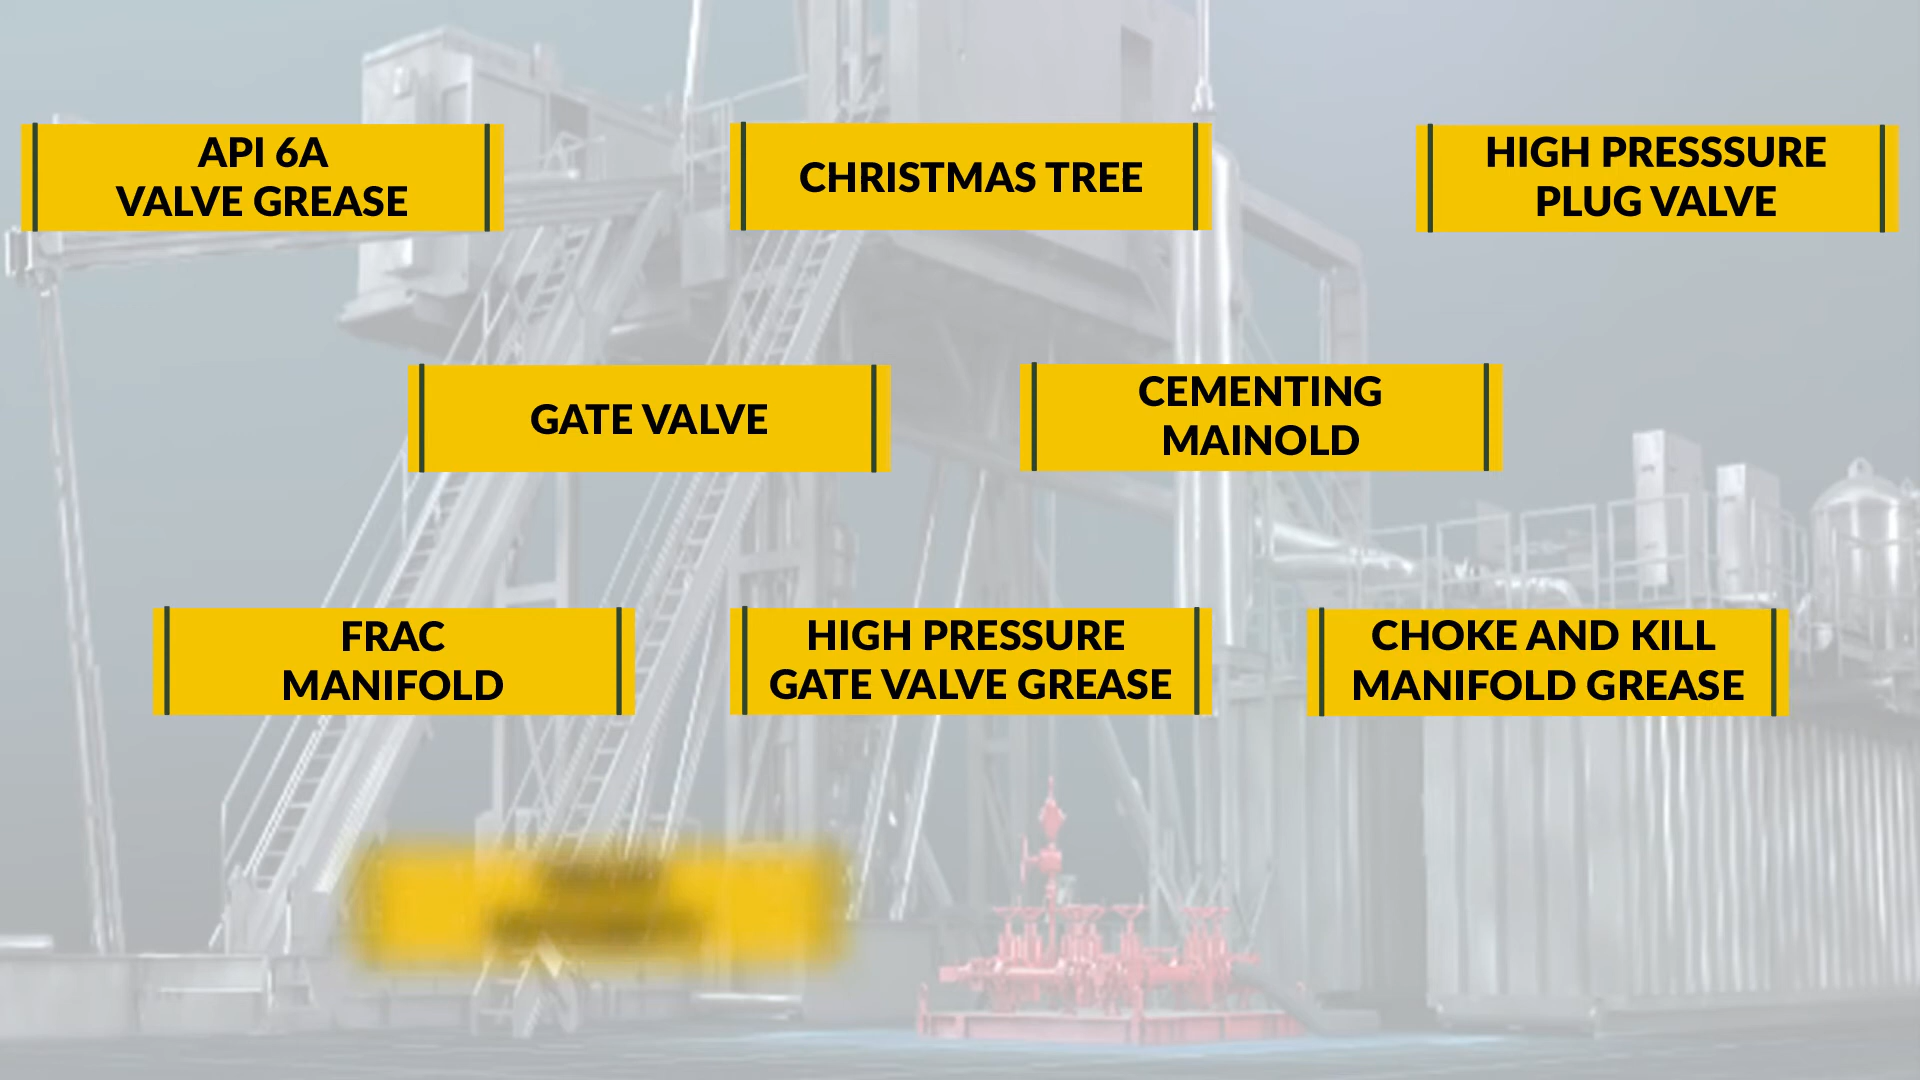 API 6A
VALVE GREASE
CHRISTMAS TREE
HIGH PRESSSURE
PLUG VALVE
GATE VALVE
CEMENTING
MAINOLD
FRAC
MANIFOLD
HIGH PRESSURE
GATE VALVE GREASE
CHOKE AND KILL
MANIFOLD GREASE